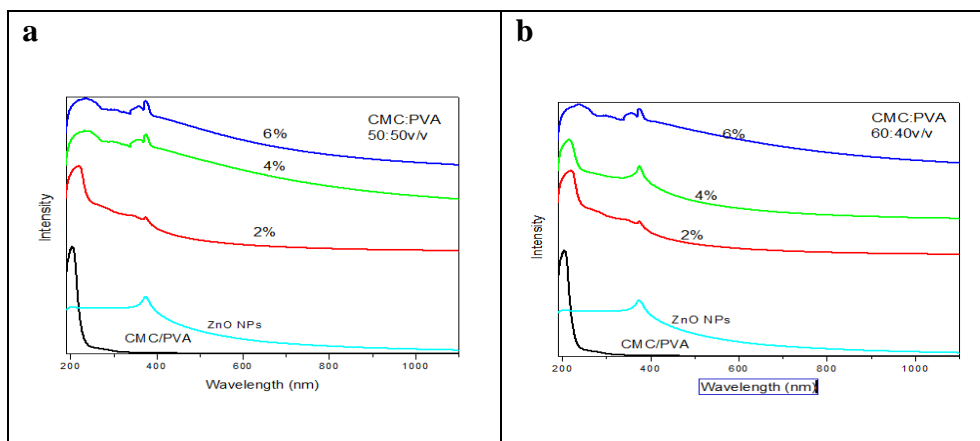 a
CMC:PVA
50:50v/v
6%
4%
2%
ZnO NPs
CMC/PVA
Intensity
200 400 600 800 1000
Wavelength (nm)
b
CMC:PVA
60:40v/v
6%
4%
2%
ZnO NPs
CMC/PVA
Intensity
200 400 600 800 1000
Wavelength (nm)